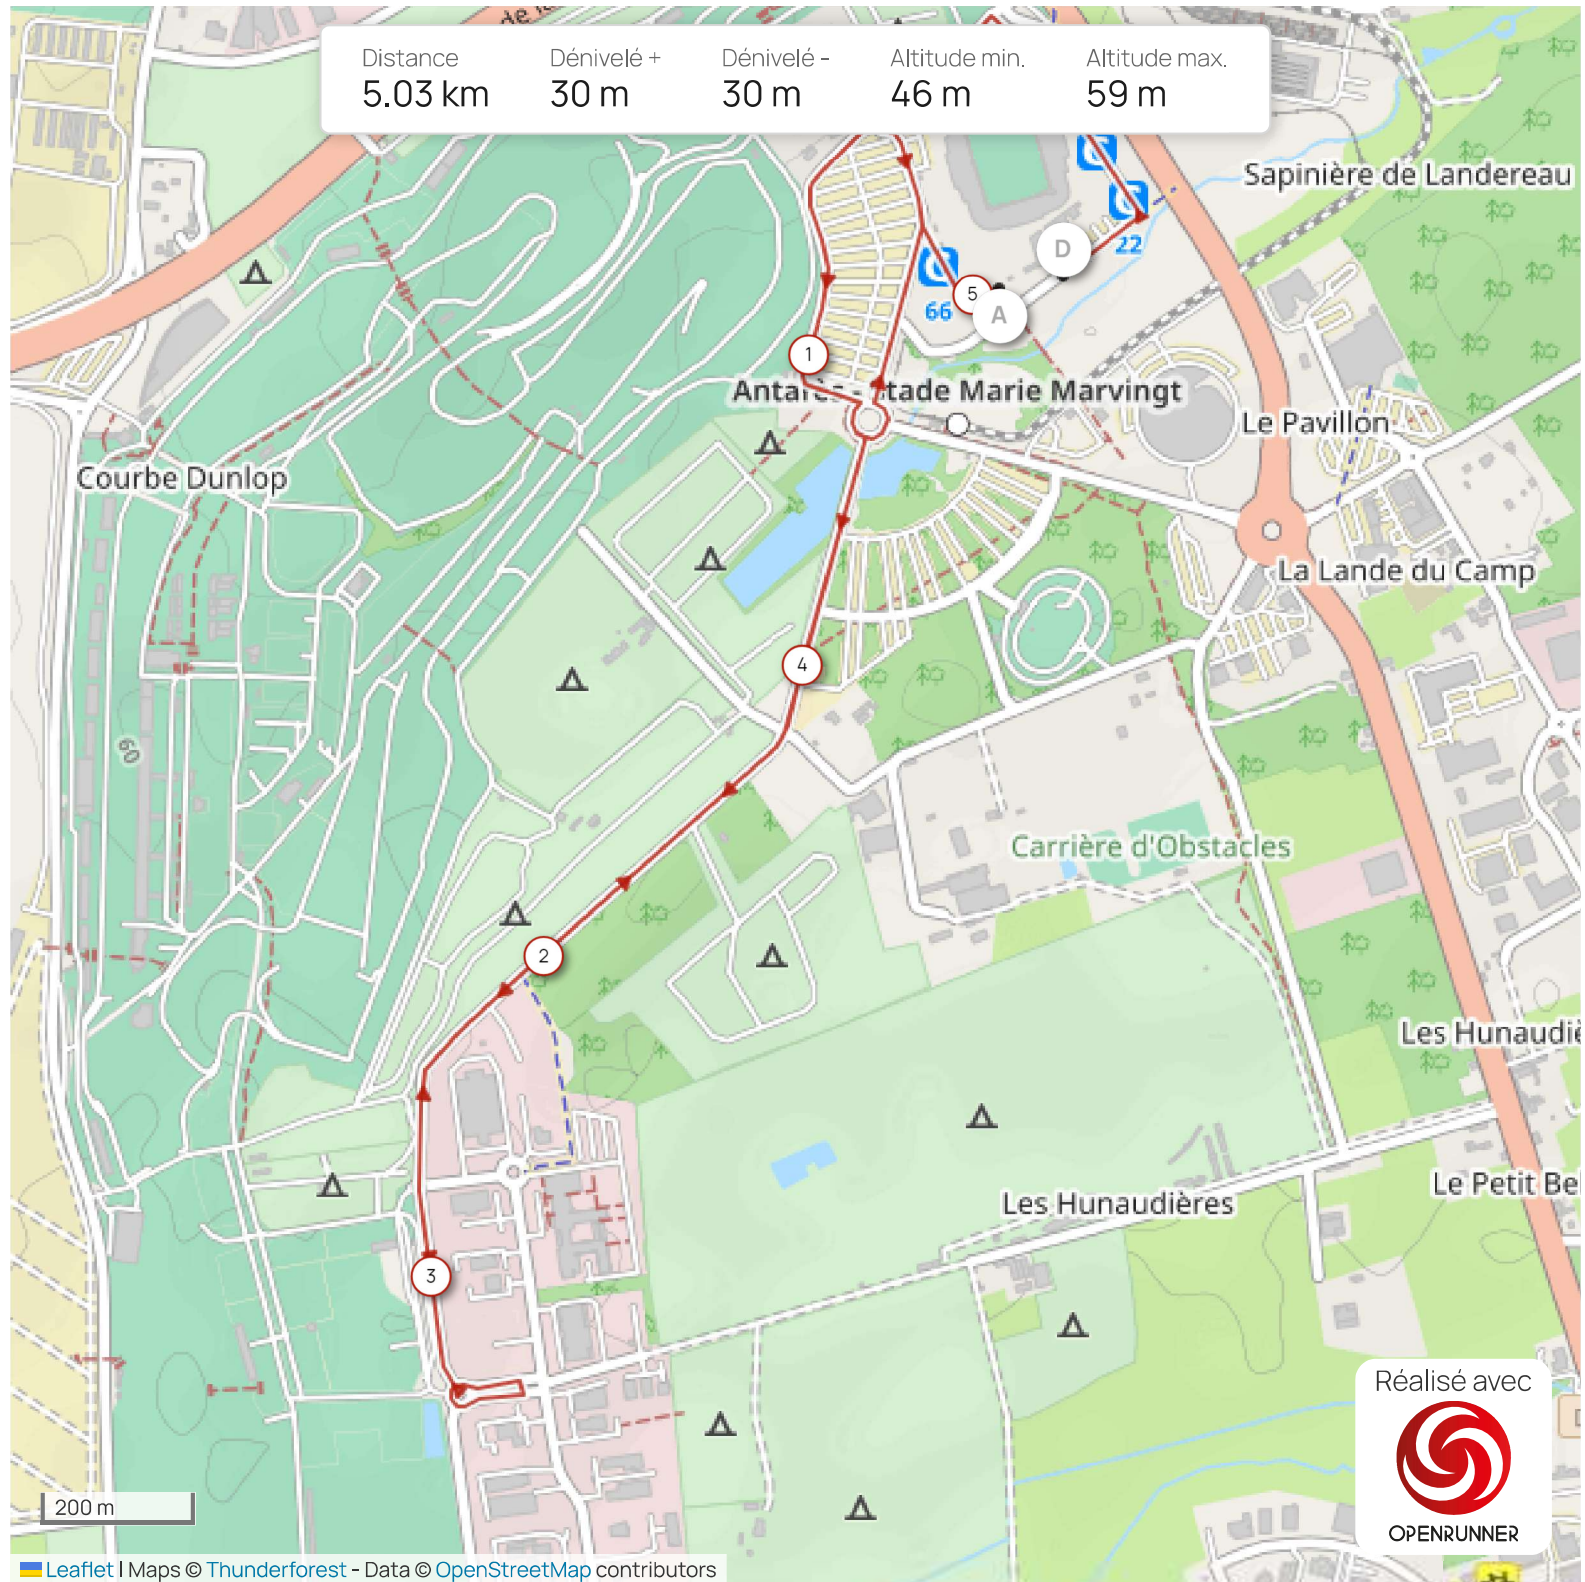 Distance
5.03 km
Dénivelé +
30 m
Dénivelé -
30 m
Altitude min.
46 m
Altitude max.
59 m
Sapinière de Landereau
D
22
5
66
A
1
Antarès - Stade Marie Marvingt
Le Pavillon
Courbe Dunlop
La Lande du Camp
4
60
Carrière d'Obstacles
2
Les Hunaudiè
Le Petit Be
Les Hunaudières
3
Réalisé avec
OPENRUNNER
200 m
Leaflet | Maps © Thunderforest - Data © OpenStreetMap contributors